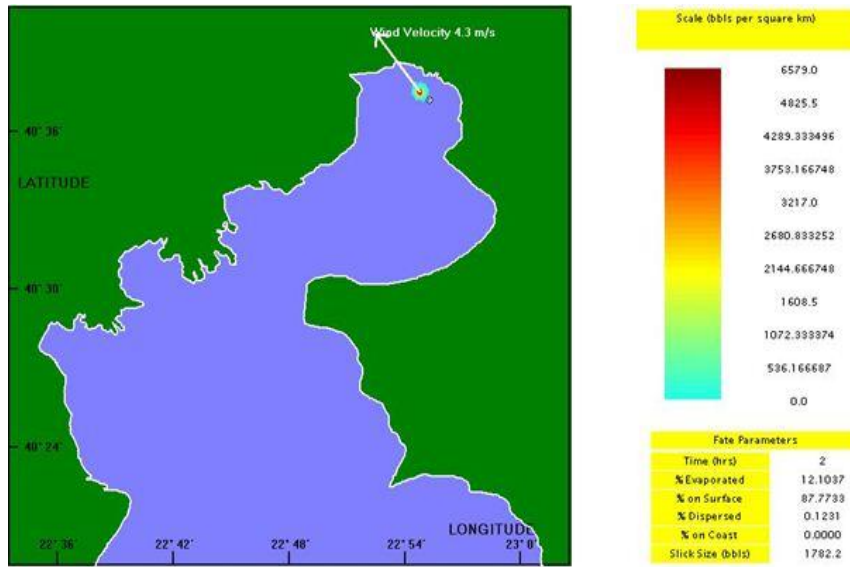 Wind Velocity 4.3 m/s
40° 36'
LATITUDE
40° 30'
40° 24'
LONGITUDE
22° 36'
22° 42'
22° 48'
22° 54'
23° 0'
Scale (bbls per square km)
6579.0
4825.5
4289.333496
3753.166748
3217.0
2680.833252
2144.666748
1608.5
1072.333374
536.166687
0.0
Fate Parameters
Time (hrs) 2
% Evaporated 12.1037
% on Surface 87.7733
% Dispersed 0.1231
% on Coast 0.0000
Slick Size (bbls) 1782.2